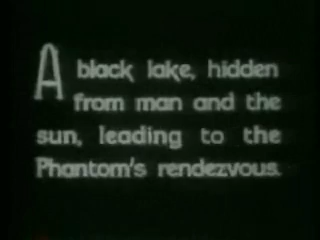 A black lake, hidden
from man and the
sun, leading to the
Phantom's rendezvous.